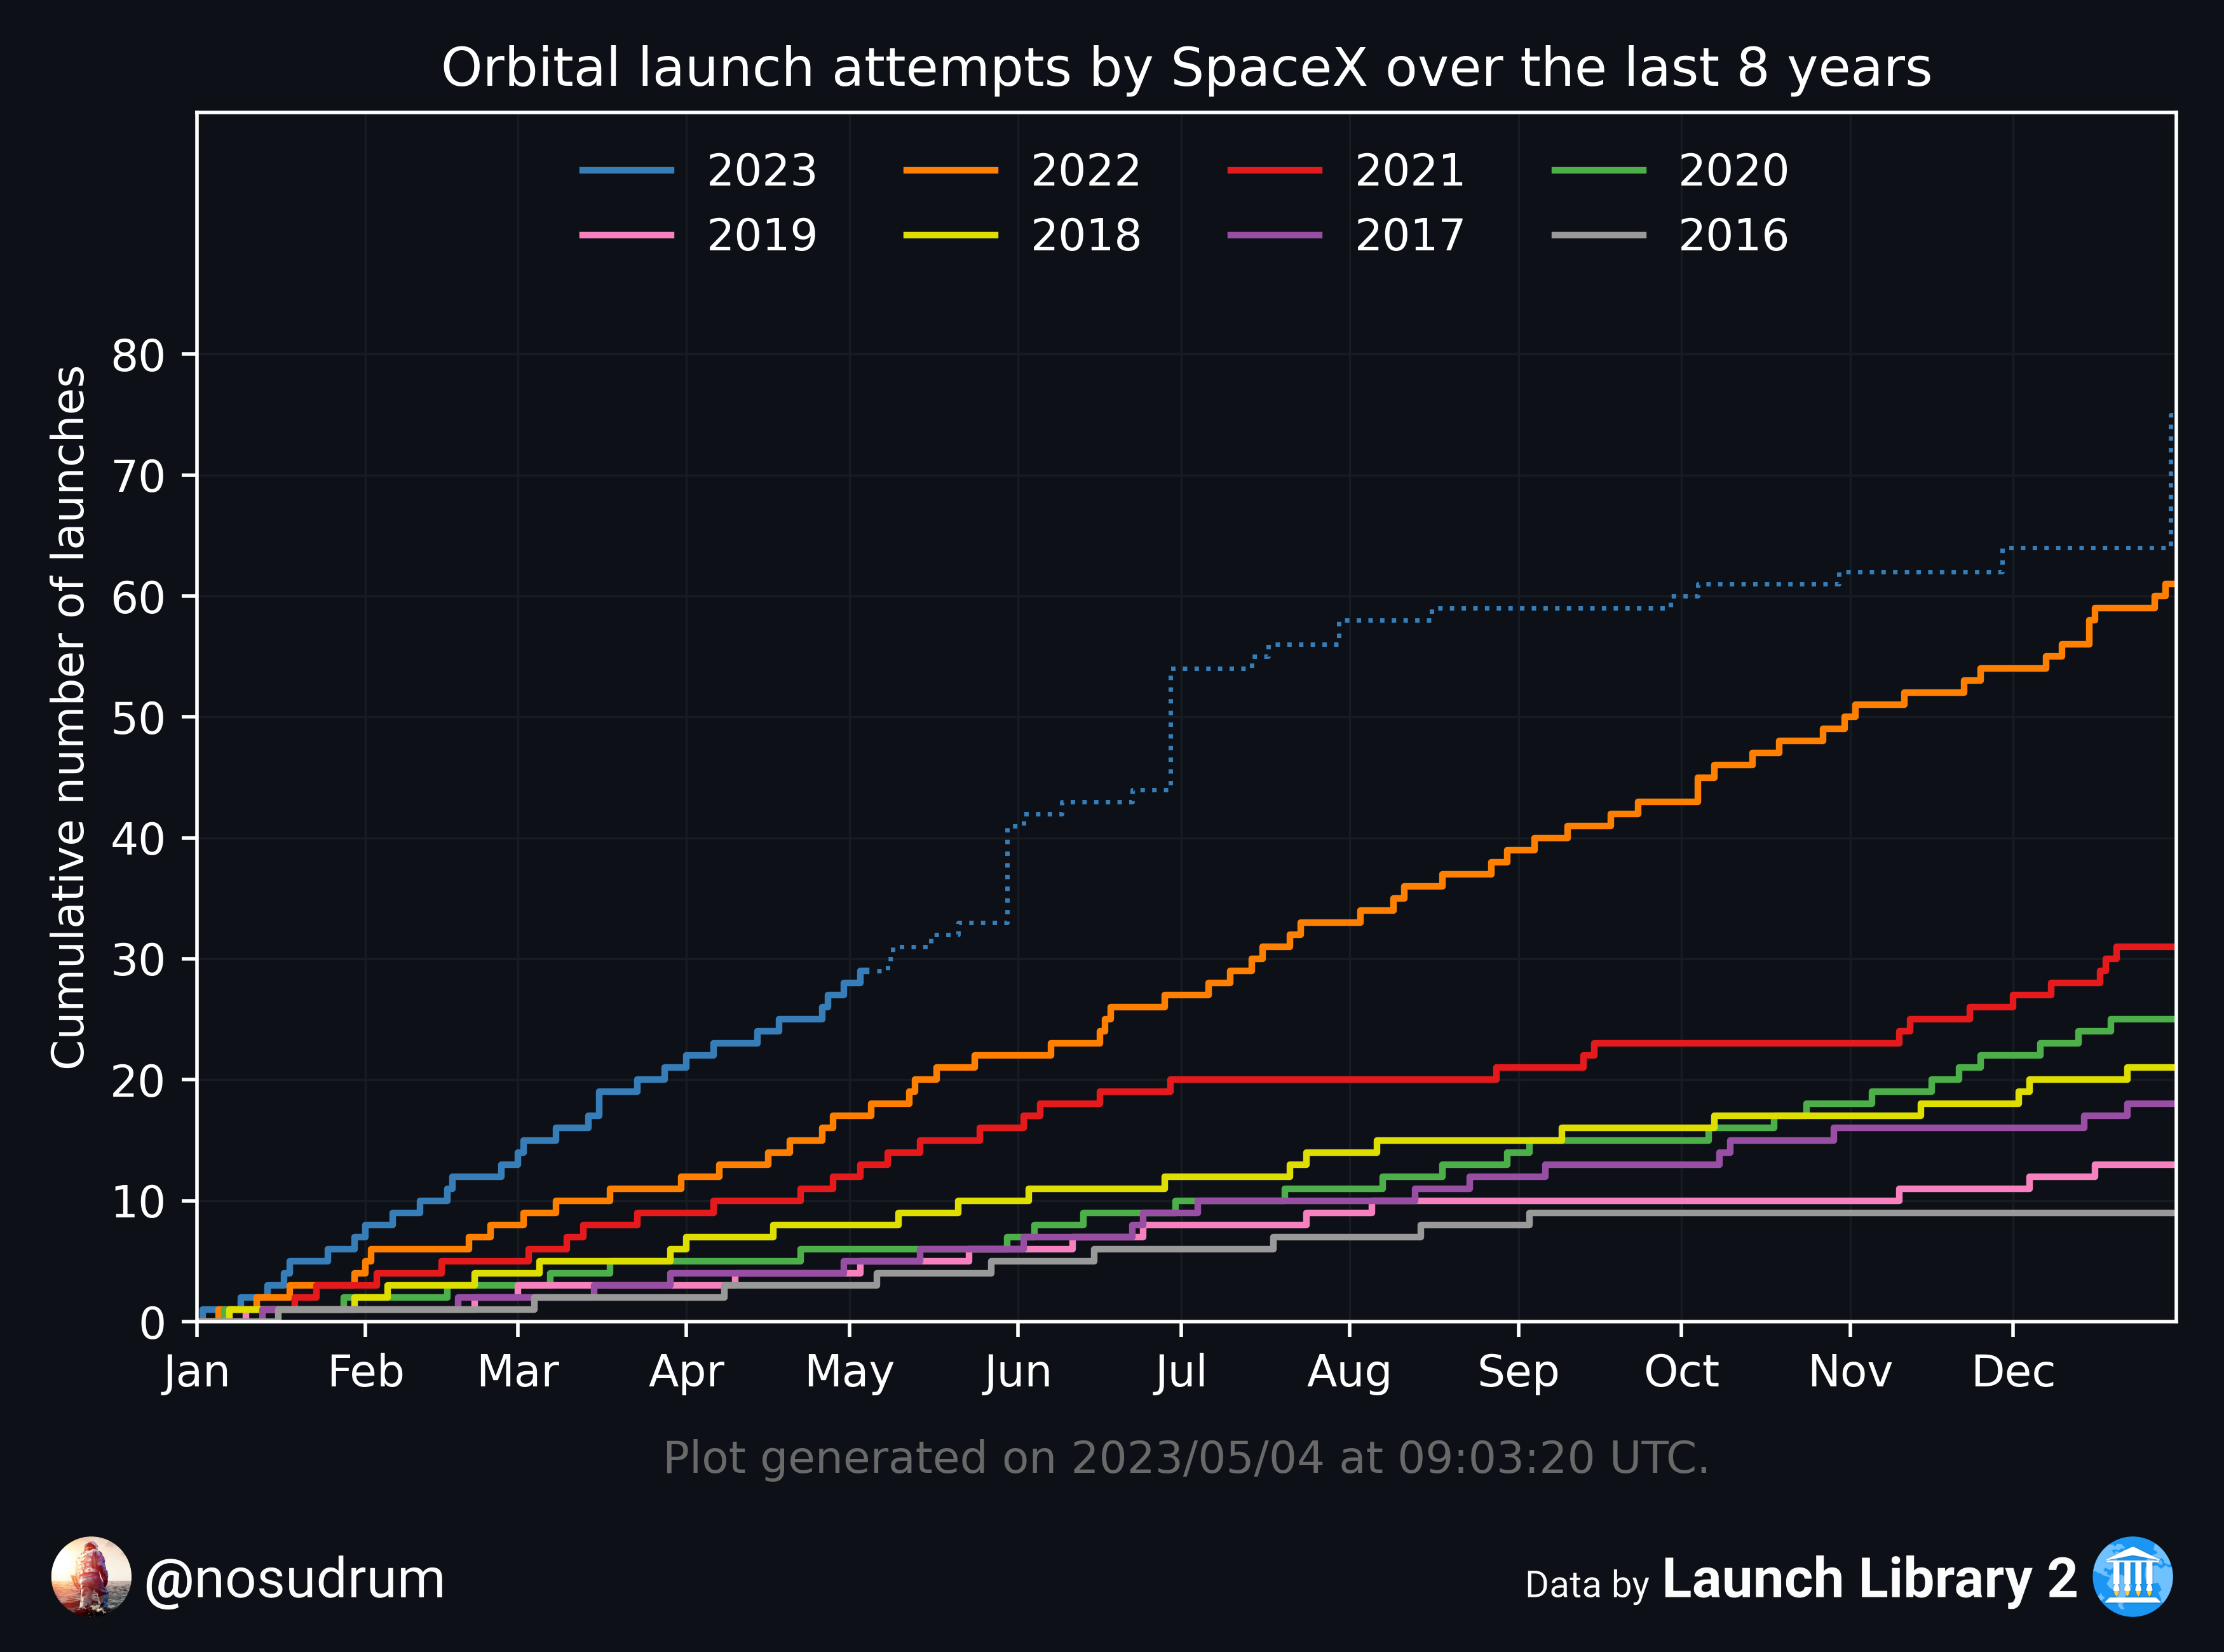 Orbital launch attempts by SpaceX over the last 8 years
2023 2022 2021 2020
2019 2018 2017 2016
Cumulative number of launches
80
70
60
50
40
30
20
10
0
Jan Feb Mar Apr May Jun Jul Aug Sep Oct Nov Dec
Plot generated on 2023/05/04 at 09:03:20 UTC.
@nosudrum
Data by Launch Library 2